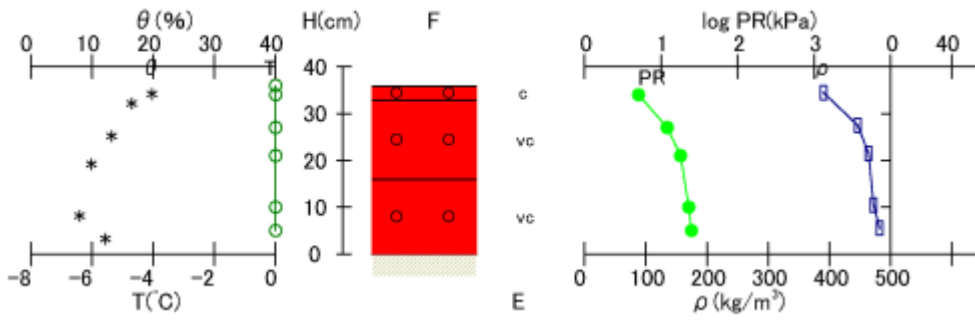 θ (%) H(cm) F log PR(kPa)
0 10 20 30 40 0 1 2 3 0 40
θ T 40 PR ρ
c
30
vc
20
10 vc
0
−8 −6 −4 −2 0 0 100 200 300 400 500
T(℃) E ρ (kg/m³)